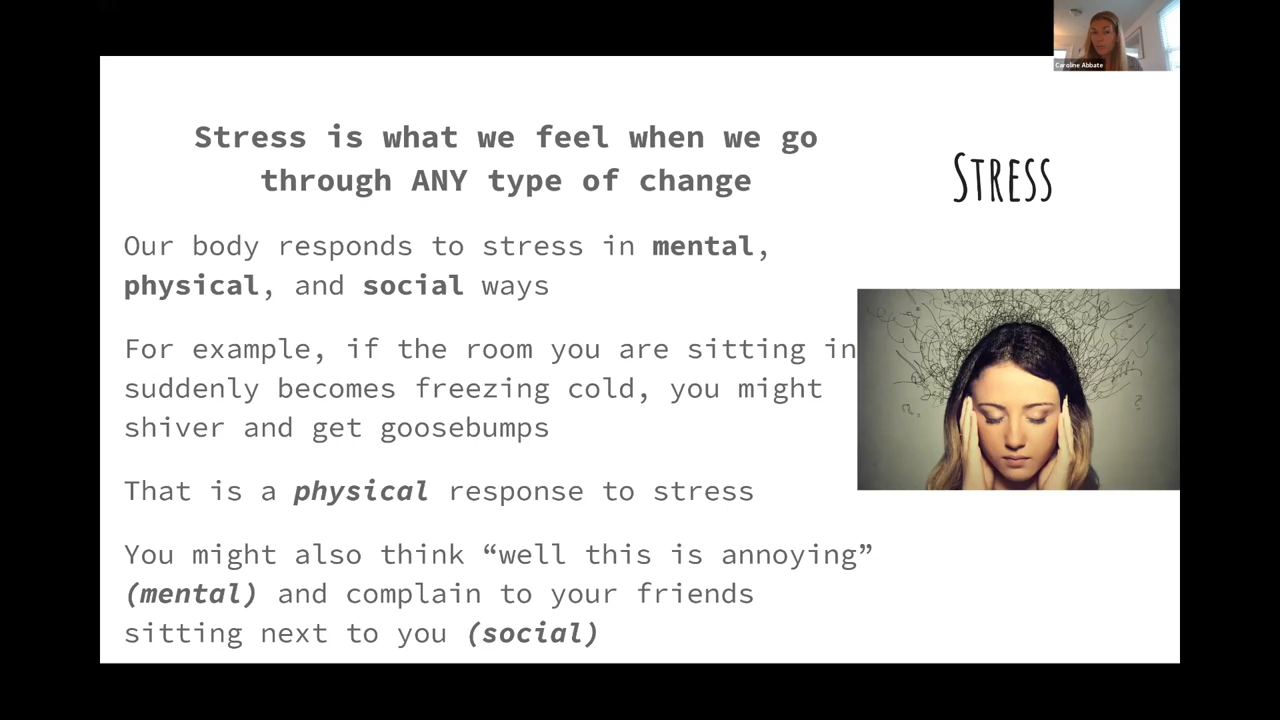 Caroline Abbate
Stress is what we feel when we go
through ANY type of change
STRESS
Our body responds to stress in mental,
physical, and social ways
For example, if the room you are sitting in
suddenly becomes freezing cold, you might
shiver and get goosebumps
That is a physical response to stress
You might also think “well this is annoying”
(mental) and complain to your friends
sitting next to you (social)